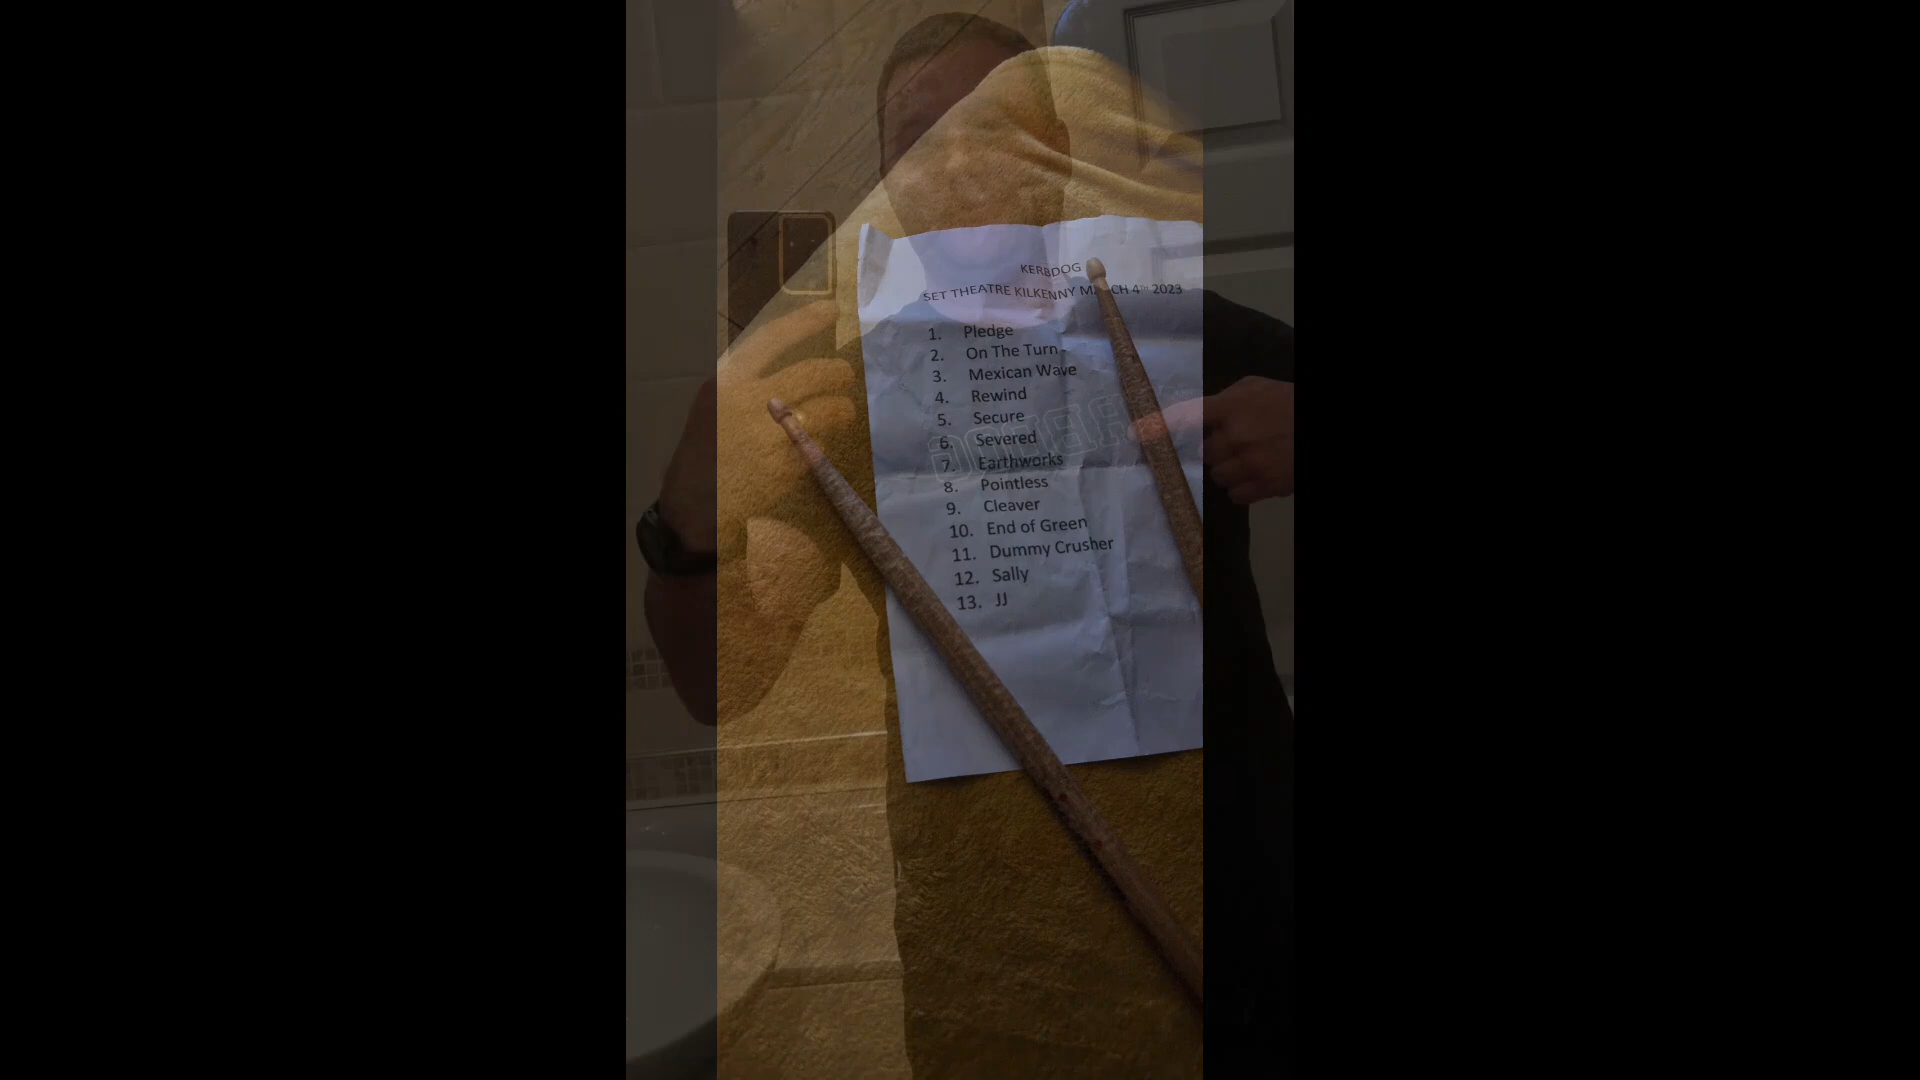 KERBDOG
SET THEATRE KILKENNY MARCH 4TH 2023
1. Pledge
2. On The Turn
3. Mexican Wave
4. Rewind
5. Secure
6. Severed
7. Earthworks
8. Pointless
9. Cleaver
10. End of Green
11. Dummy Crusher
12. Sally
13. JJ